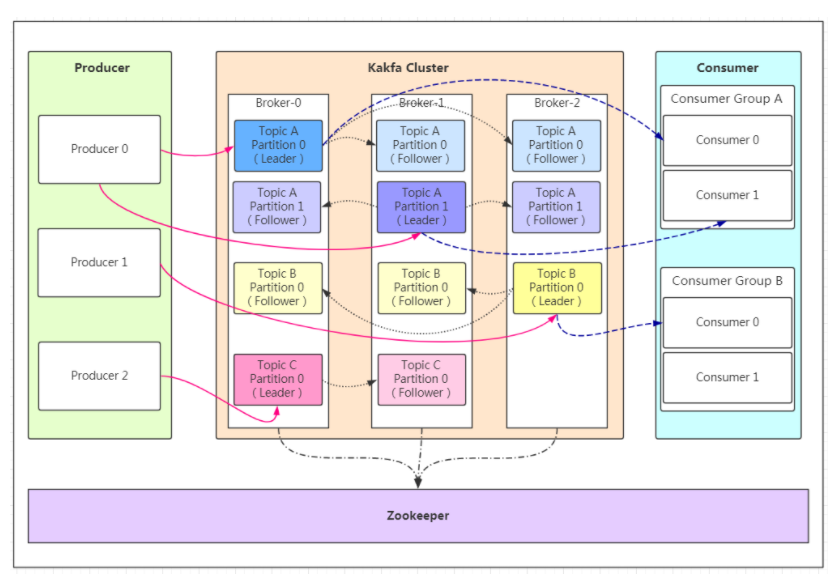 Producer
Producer 0
Producer 1
Producer 2
Kakfa Cluster
Broker-0
Topic A
Partition 0
( Leader )
Topic A
Partition 1
( Follower )
Topic B
Partition 0
( Follower )
Topic C
Partition 0
( Leader )
Broker-1
Topic A
Partition 0
( Follower )
Topic A
Partition 1
( Leader )
Topic B
Partition 0
( Follower )
Topic C
Partition 0
( Follower )
Broker-2
Topic A
Partition 0
( Follower )
Topic A
Partition 1
( Follower )
Topic B
Partition 0
( Leader )
Consumer
Consumer Group A
Consumer 0
Consumer 1
Consumer Group B
Consumer 0
Consumer 1
Zookeeper